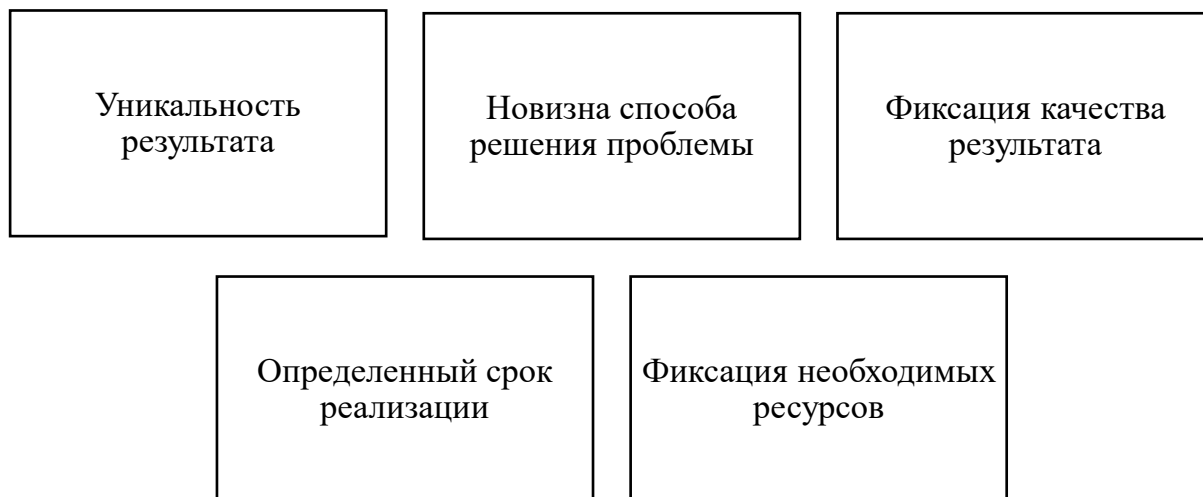 Уникальность
результата
Новизна способа
решения проблемы
Фиксация качества
результата
Определенный срок
реализации
Фиксация необходимых
ресурсов